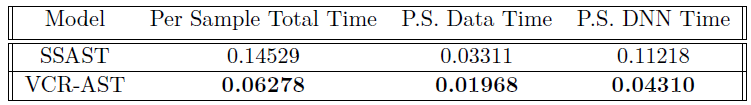 Model Per Sample Total Time P.S. Data Time P.S. DNN Time
SSAST 0.14529 0.03311 0.11218
VCR-AST 0.06278 0.01968 0.04310